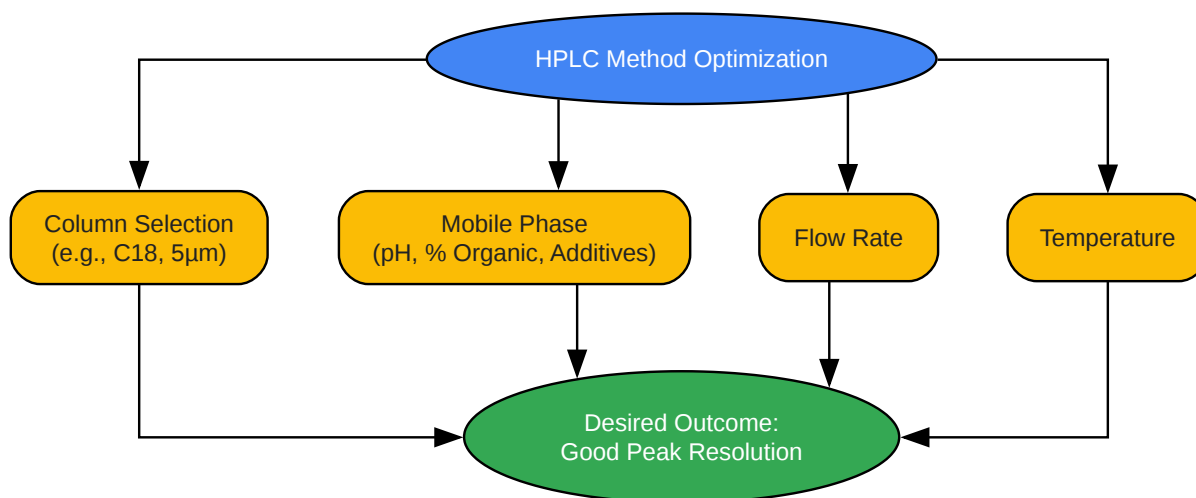 HPLC Method Optimization
Column Selection
(e.g., C18, 5µm)
Mobile Phase
(pH, % Organic, Additives)
Flow Rate
Temperature
Desired Outcome:
Good Peak Resolution